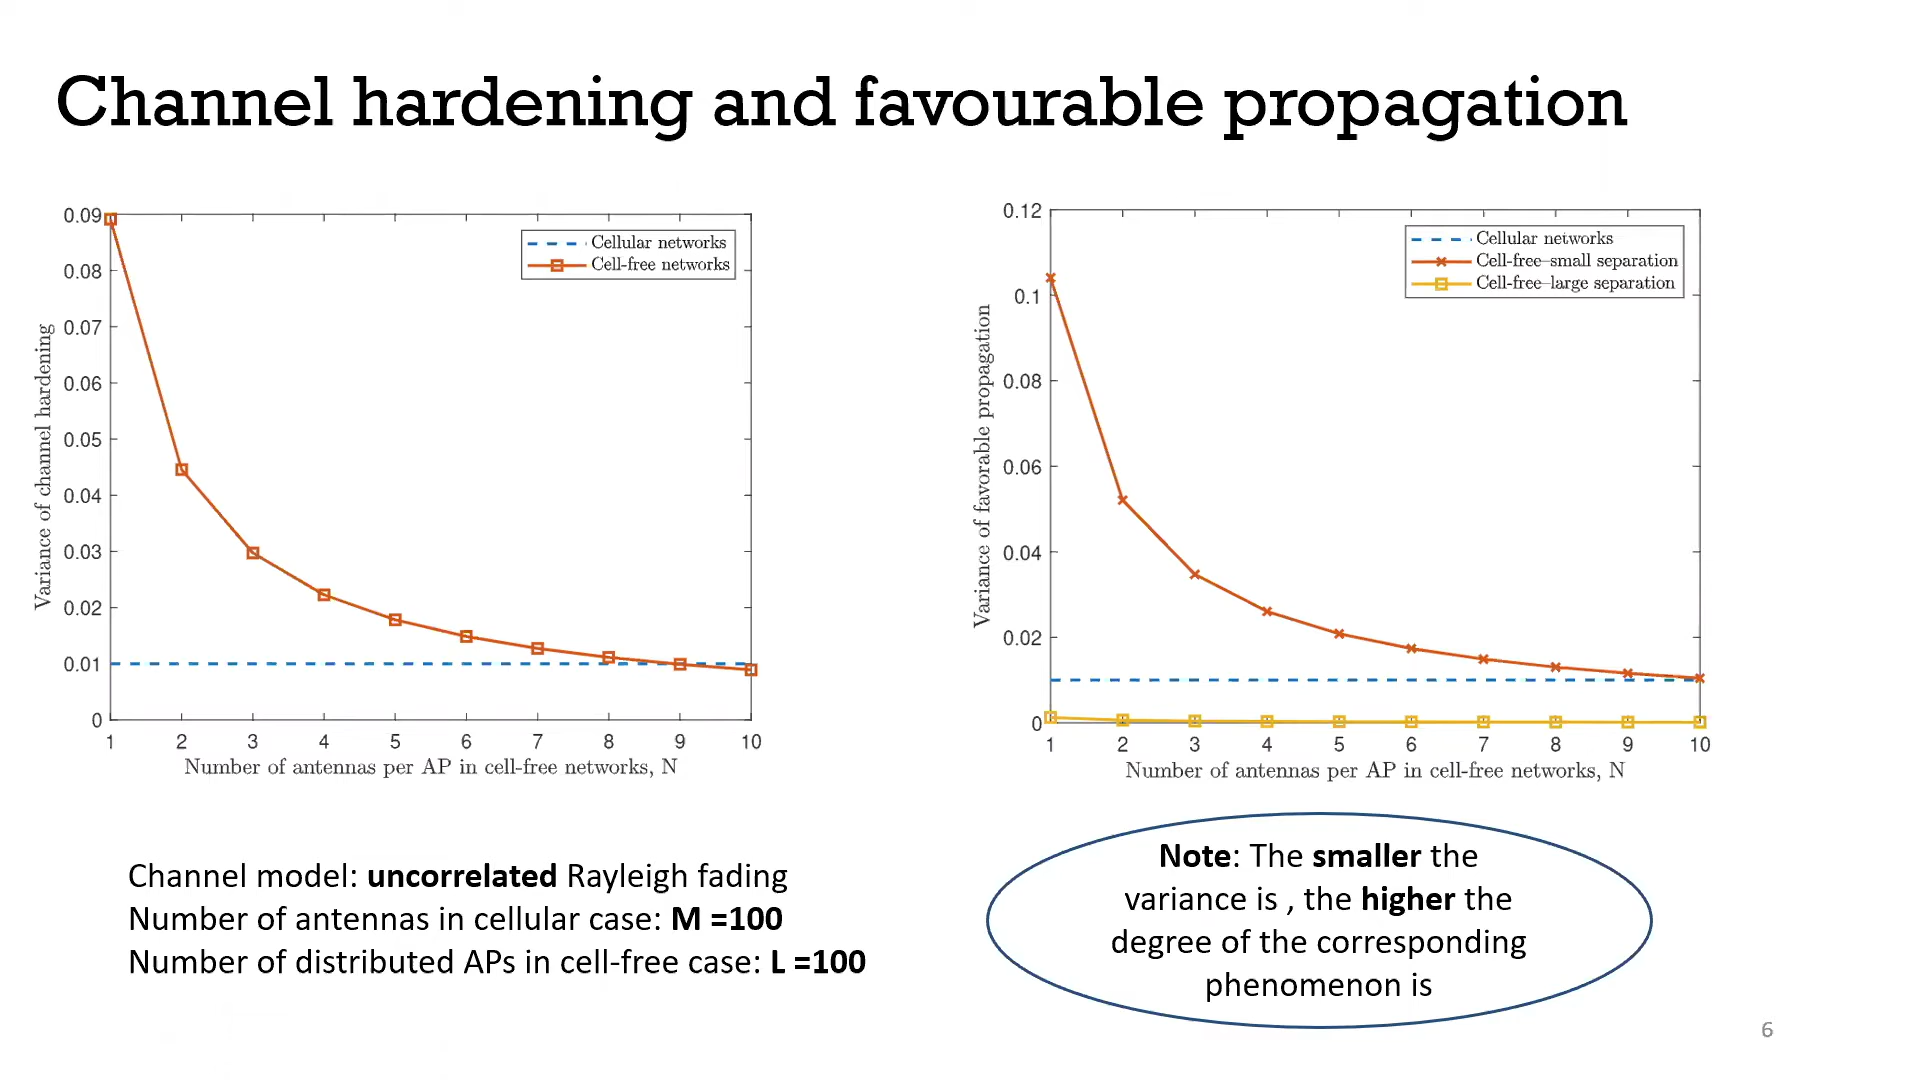 Channel hardening and favourable propagation
0.09
0.08
0.07
0.06
0.05
0.04
0.03
0.02
0.01
0
Variance of channel hardening
Cellular networks
Cell-free networks
1 2 3 4 5 6 7 8 9 10
Number of antennas per AP in cell-free networks, N
0.12
0.1
0.08
0.06
0.04
0.02
0
Variance of favorable propagation
Cellular networks
Cell-free–small separation
Cell-free–large separation
1 2 3 4 5 6 7 8 9 10
Number of antennas per AP in cell-free networks, N
Channel model: uncorrelated Rayleigh fading
Number of antennas in cellular case: M =100
Number of distributed APs in cell-free case: L =100
Note: The smaller the
variance is , the higher the
degree of the corresponding
phenomenon is
6